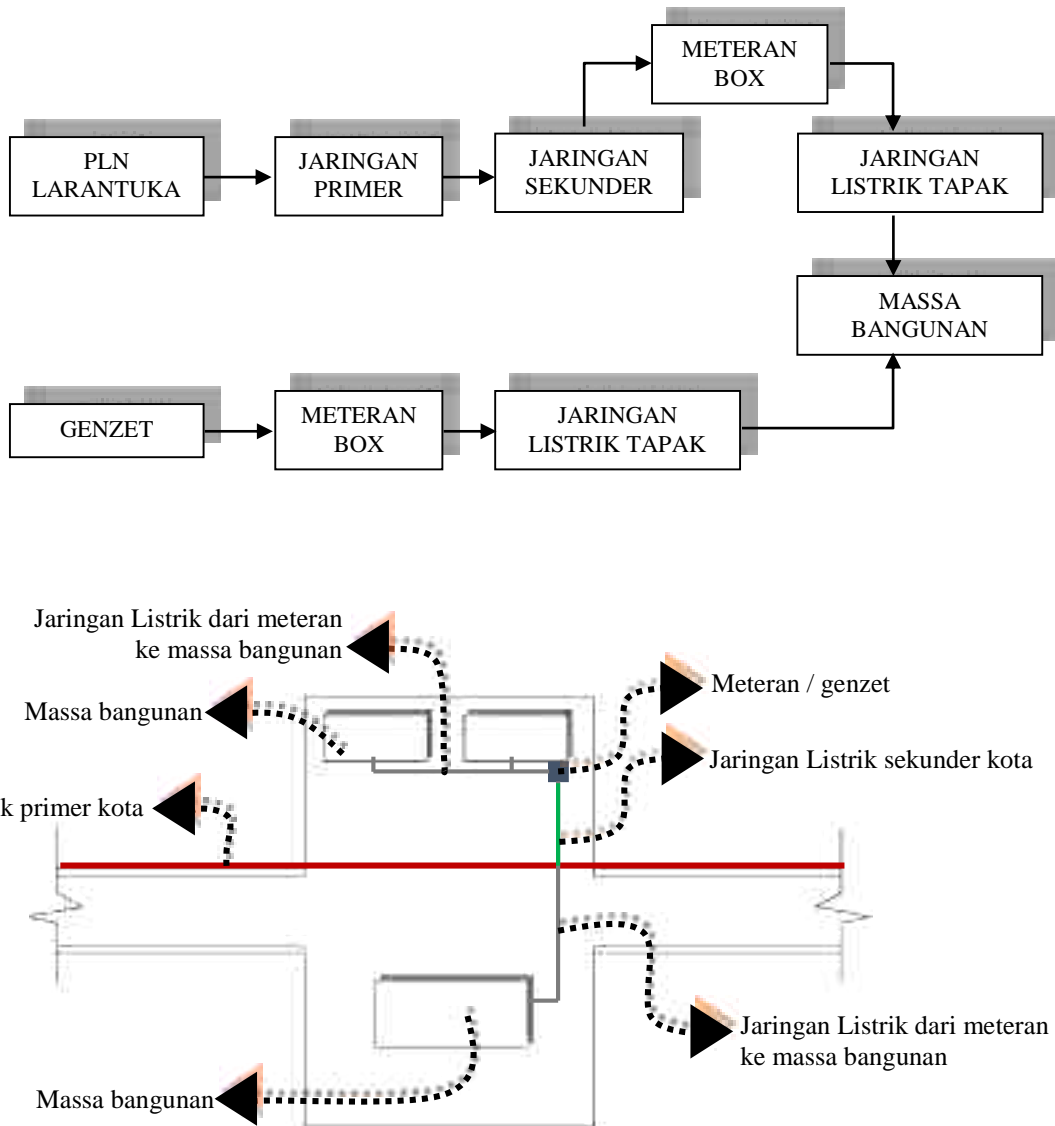 METERAN
BOX
PLN
LARANTUKA
JARINGAN
PRIMER
JARINGAN
SEKUNDER
JARINGAN
LISTRIK TAPAK
MASSA
BANGUNAN
GENZET
METERAN
BOX
JARINGAN
LISTRIK TAPAK
Jaringan Listrik dari meteran
ke massa bangunan
Meteran / genzet
Massa bangunan
Jaringan Listrik sekunder kota
k primer kota
Jaringan Listrik dari meteran
ke massa bangunan
Massa bangunan